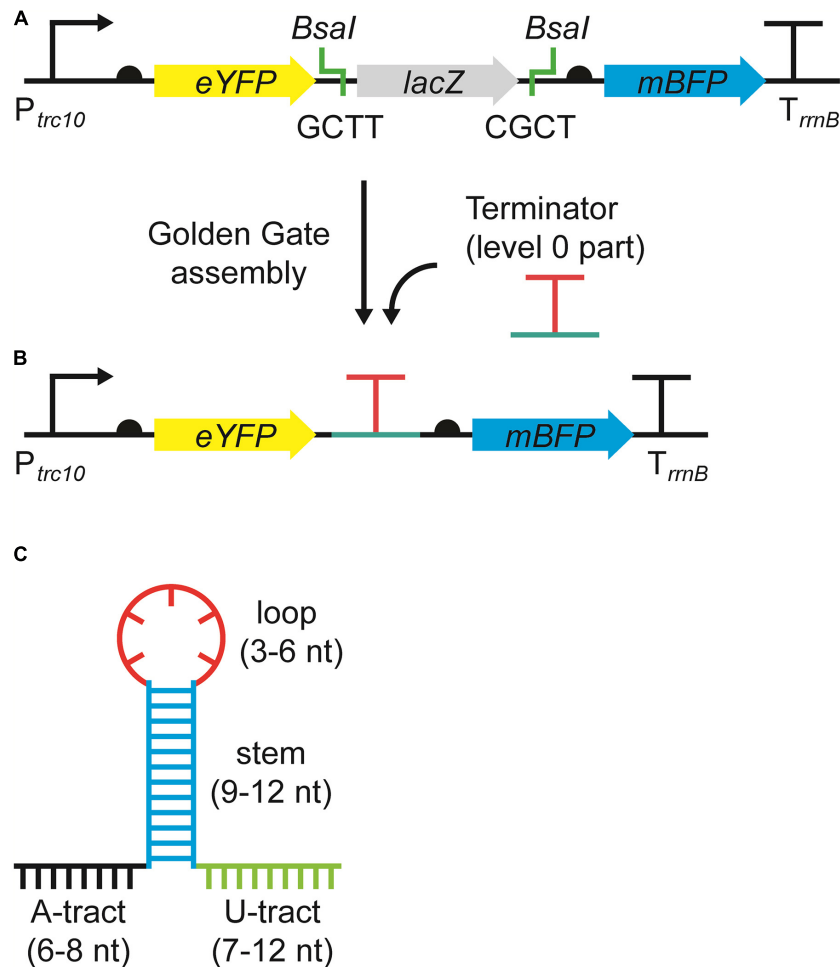 A
BsaI BsaI
eYFP lacZ mBFP
Ptrc10 GCTT CGCT TrrnB
Golden Gate
assembly
Terminator
(level 0 part)
B
eYFP mBFP
Ptrc10 TrrnB
C
loop
(3-6 nt)
stem
(9-12 nt)
A-tract U-tract
(6-8 nt) (7-12 nt)